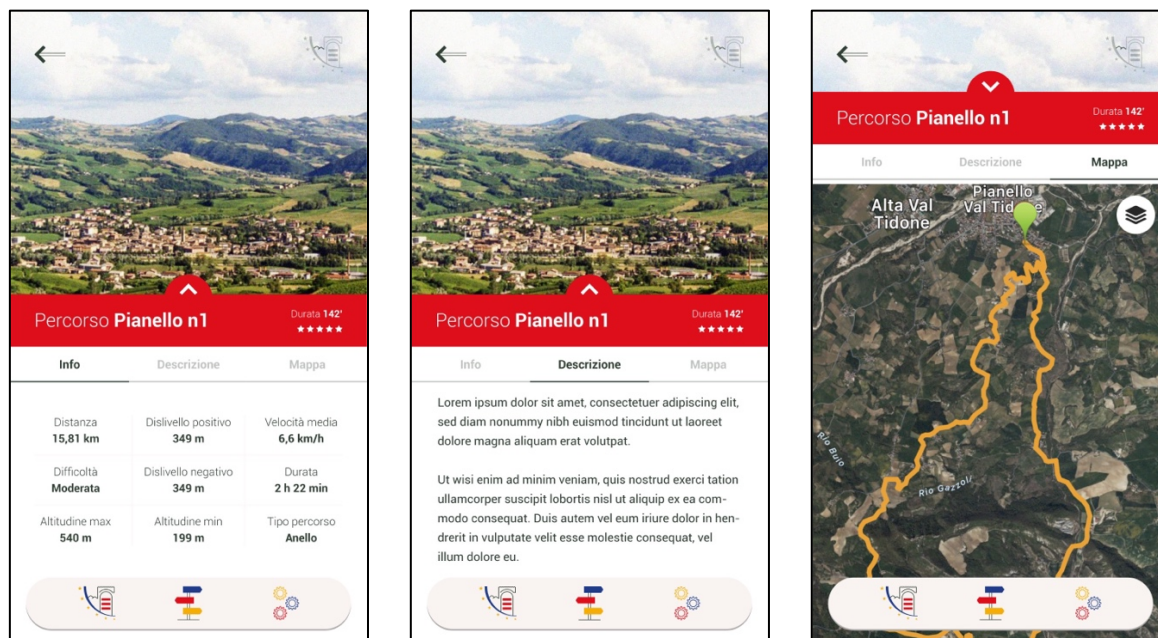 Percorso Pianello n1
Durata 142'
Info Descrizione Mappa
Distanza Dislivello positivo Velocità media
15,81 km 349 m 6,6 km/h
Difficoltà Dislivello negativo Durata
Moderata 349 m 2 h 22 min
Altitudine max Altitudine min Tipo percorso
540 m 199 m Anello
Percorso Pianello n1
Durata 142'
Info Descrizione Mappa
Lorem ipsum dolor sit amet, consectetuer adipiscing elit,
sed diam nonummy nibh euismod tincidunt ut laoreet
dolore magna aliquam erat volutpat.
Ut wisi enim ad minim veniam, quis nostrud exerci tation
ullamcorper suscipit lobortis nisl ut aliquip ex ea com-
modo consequat. Duis autem vel eum iriure dolor in hen-
drerit in vulputate velit esse molestie consequat, vel
illum dolore eu.
Percorso Pianello n1
Durata 142'
Info Descrizione Mappa
Alta Val
Tidone
Pianello
Val Tidone
Rio Buio
Rio Gazzoli